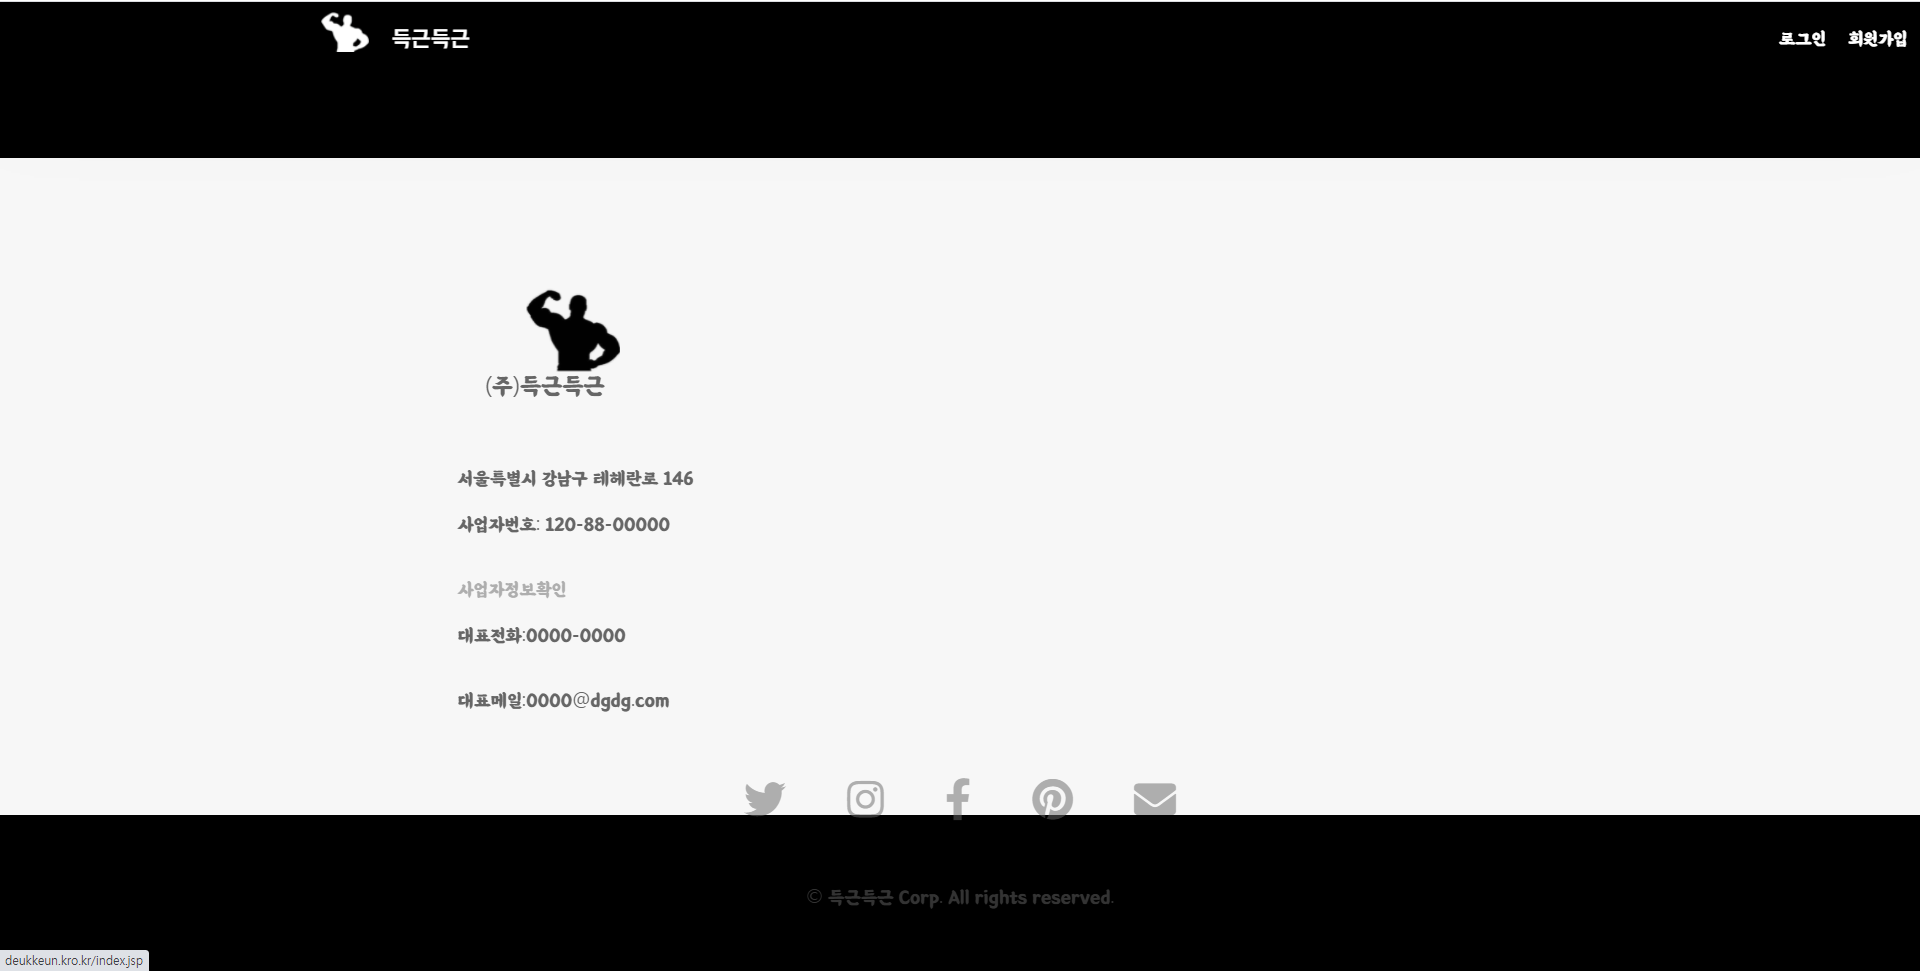 득근득근
로그인 회원가입
(주)득근득근
서울특별시 강남구 테헤란로 146
사업자번호: 120-88-00000
사업자정보확인
대표전화:0000-0000
대표메일:0000@dgdg.com
© 득근득근 Corp. All rights reserved.
deukkeun.kro.kr/index.jsp